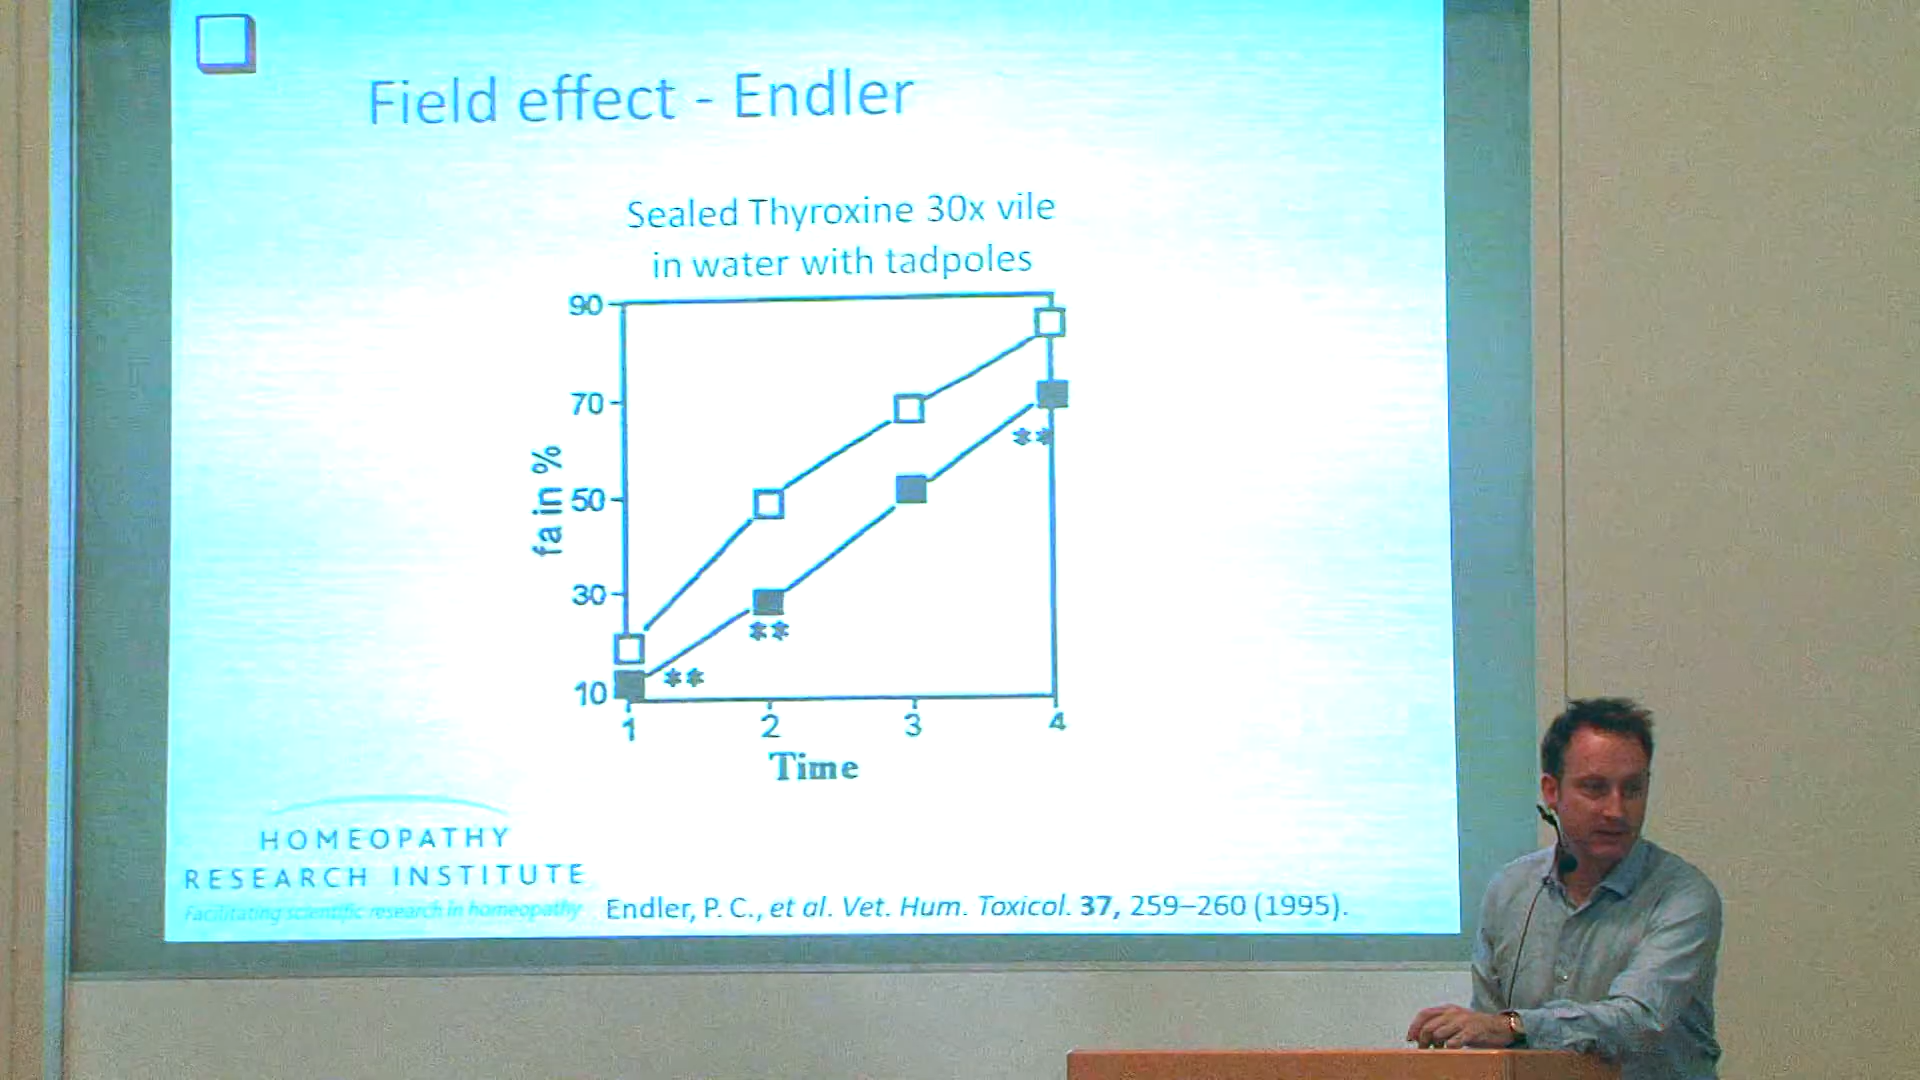 Field effect - Endler
Sealed Thyroxine 30x vile
in water with tadpoles
90
70
50
30
10
fa in %
**
**
**
1 2 3 4
Time
HOMEOPATHY
RESEARCH INSTITUTE
Facilitating scientific research in homeopathy
Endler, P. C., et al. Vet. Hum. Toxicol. 37, 259–260 (1995).